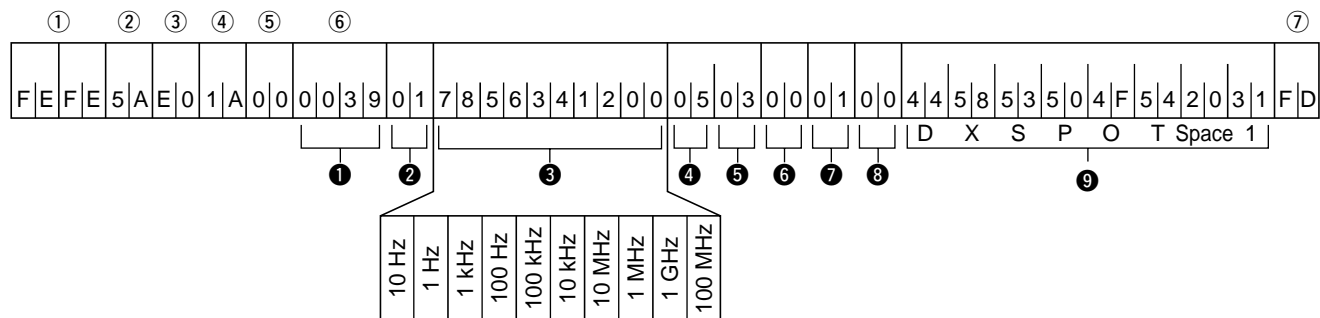 ① ② ③ ④ ⑤ ⑥ ⑦
F E F E 5 A E 0 1 A 0 0 0 0 3 9 0 1 7 8 5 6 3 4 1 2 0 0 0 5 0 3 0 0 0 1 0 0 4 4 5 8 5 3 5 0 4 F 5 4 2 0 3 1 F D
D X S P O T Space 1
❶ ❷ ❸ ❹ ❺ ❻ ❼ ❽ ❾
10 Hz
1 Hz
1 kHz
100 Hz
100 kHz
10 kHz
10 MHz
1 MHz
1 GHz
100 MHz